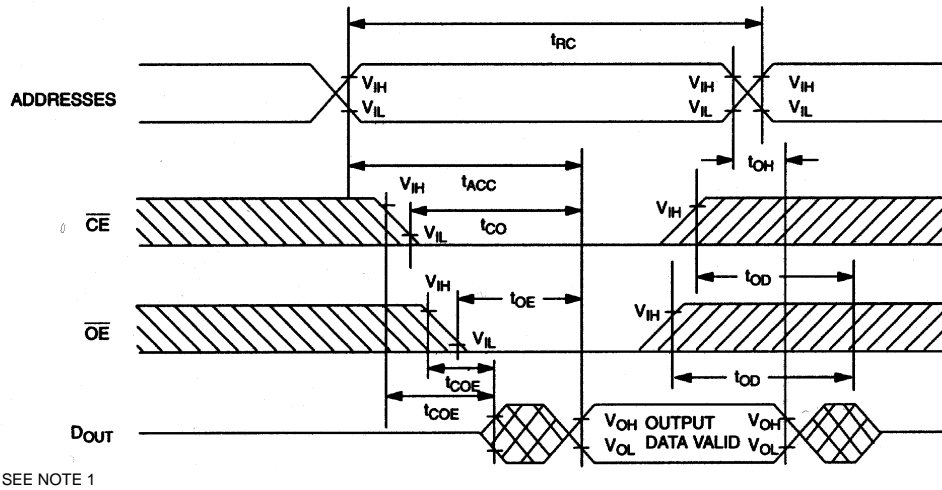 tRC
ADDRESSES
VIH
VIL
VIH
VIL
VIH
VIL
tOH
tACC
CE
VIH
VIL
tCO
VIH
tOD
OE
VIH
VIL
tOE
VIH
tOD
tCOE
tCOE
DOUT
VOH OUTPUT VOH
VOL DATA VALID VOL
SEE NOTE 1